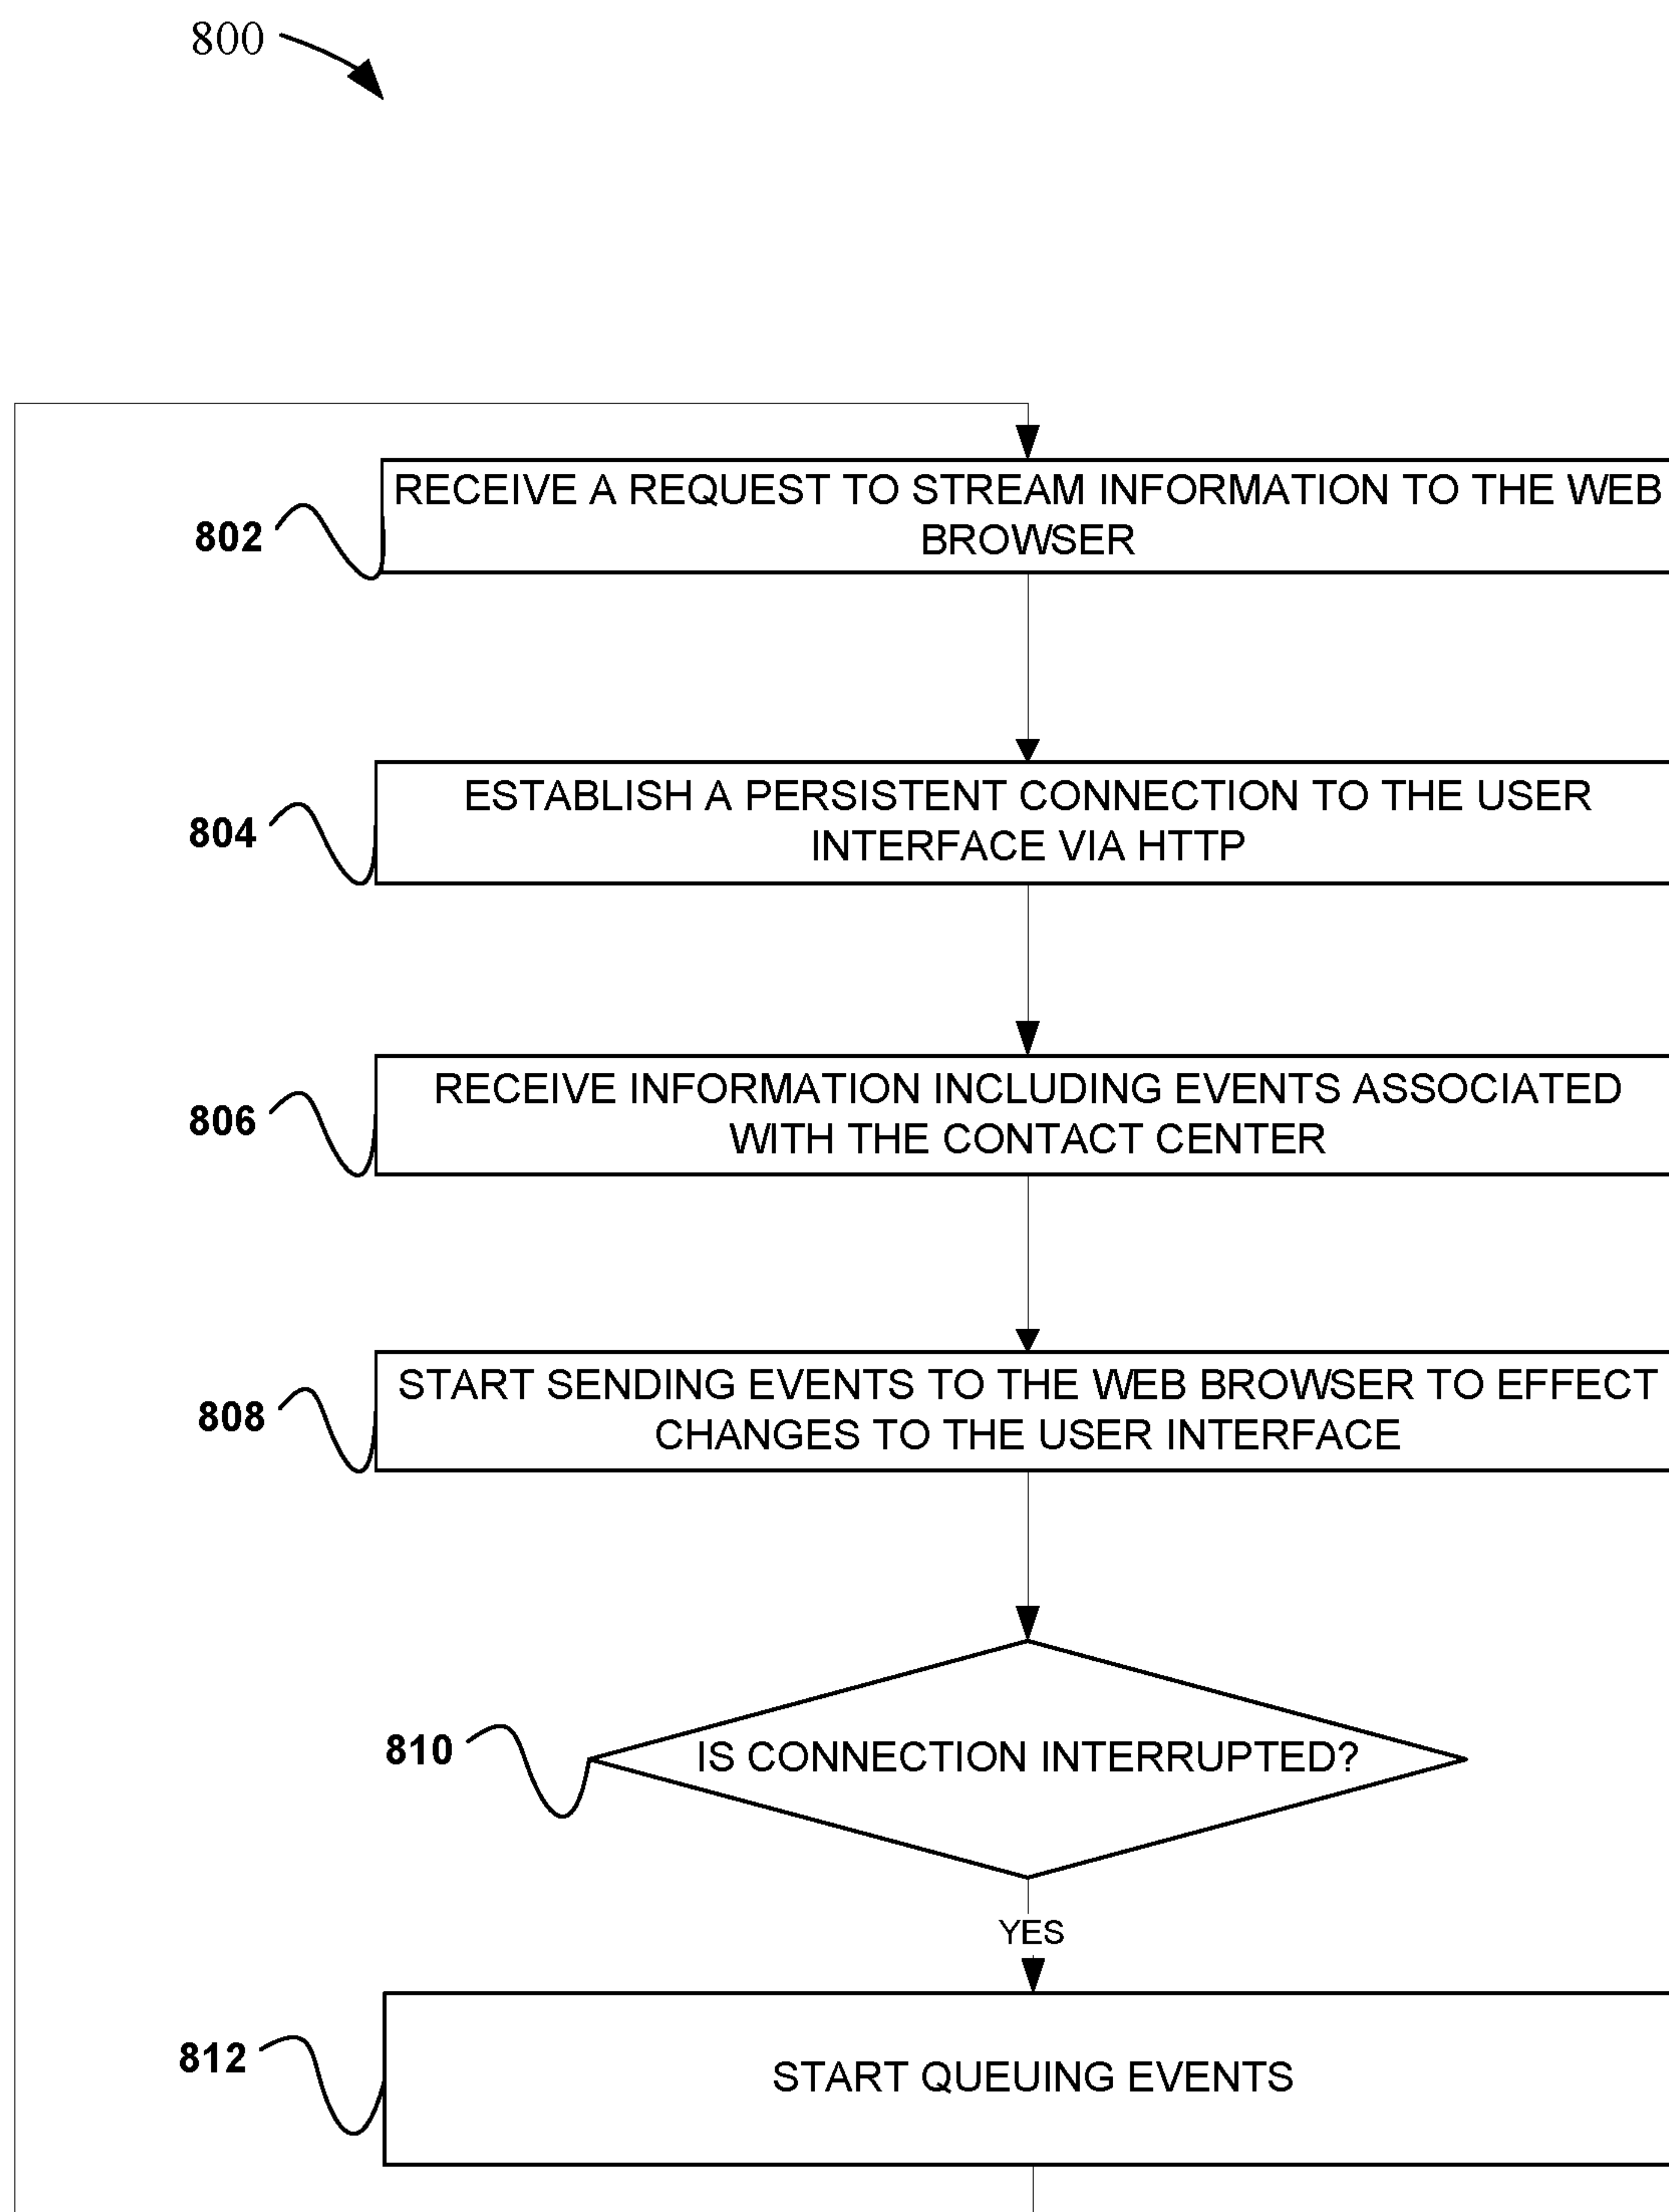 800
802
RECEIVE A REQUEST TO STREAM INFORMATION TO THE WEB
BROWSER
804
ESTABLISH A PERSISTENT CONNECTION TO THE USER
INTERFACE VIA HTTP
806
RECEIVE INFORMATION INCLUDING EVENTS ASSOCIATED
WITH THE CONTACT CENTER
808
START SENDING EVENTS TO THE WEB BROWSER TO EFFECT
CHANGES TO THE USER INTERFACE
810
IS CONNECTION INTERRUPTED?
YES
812
START QUEUING EVENTS